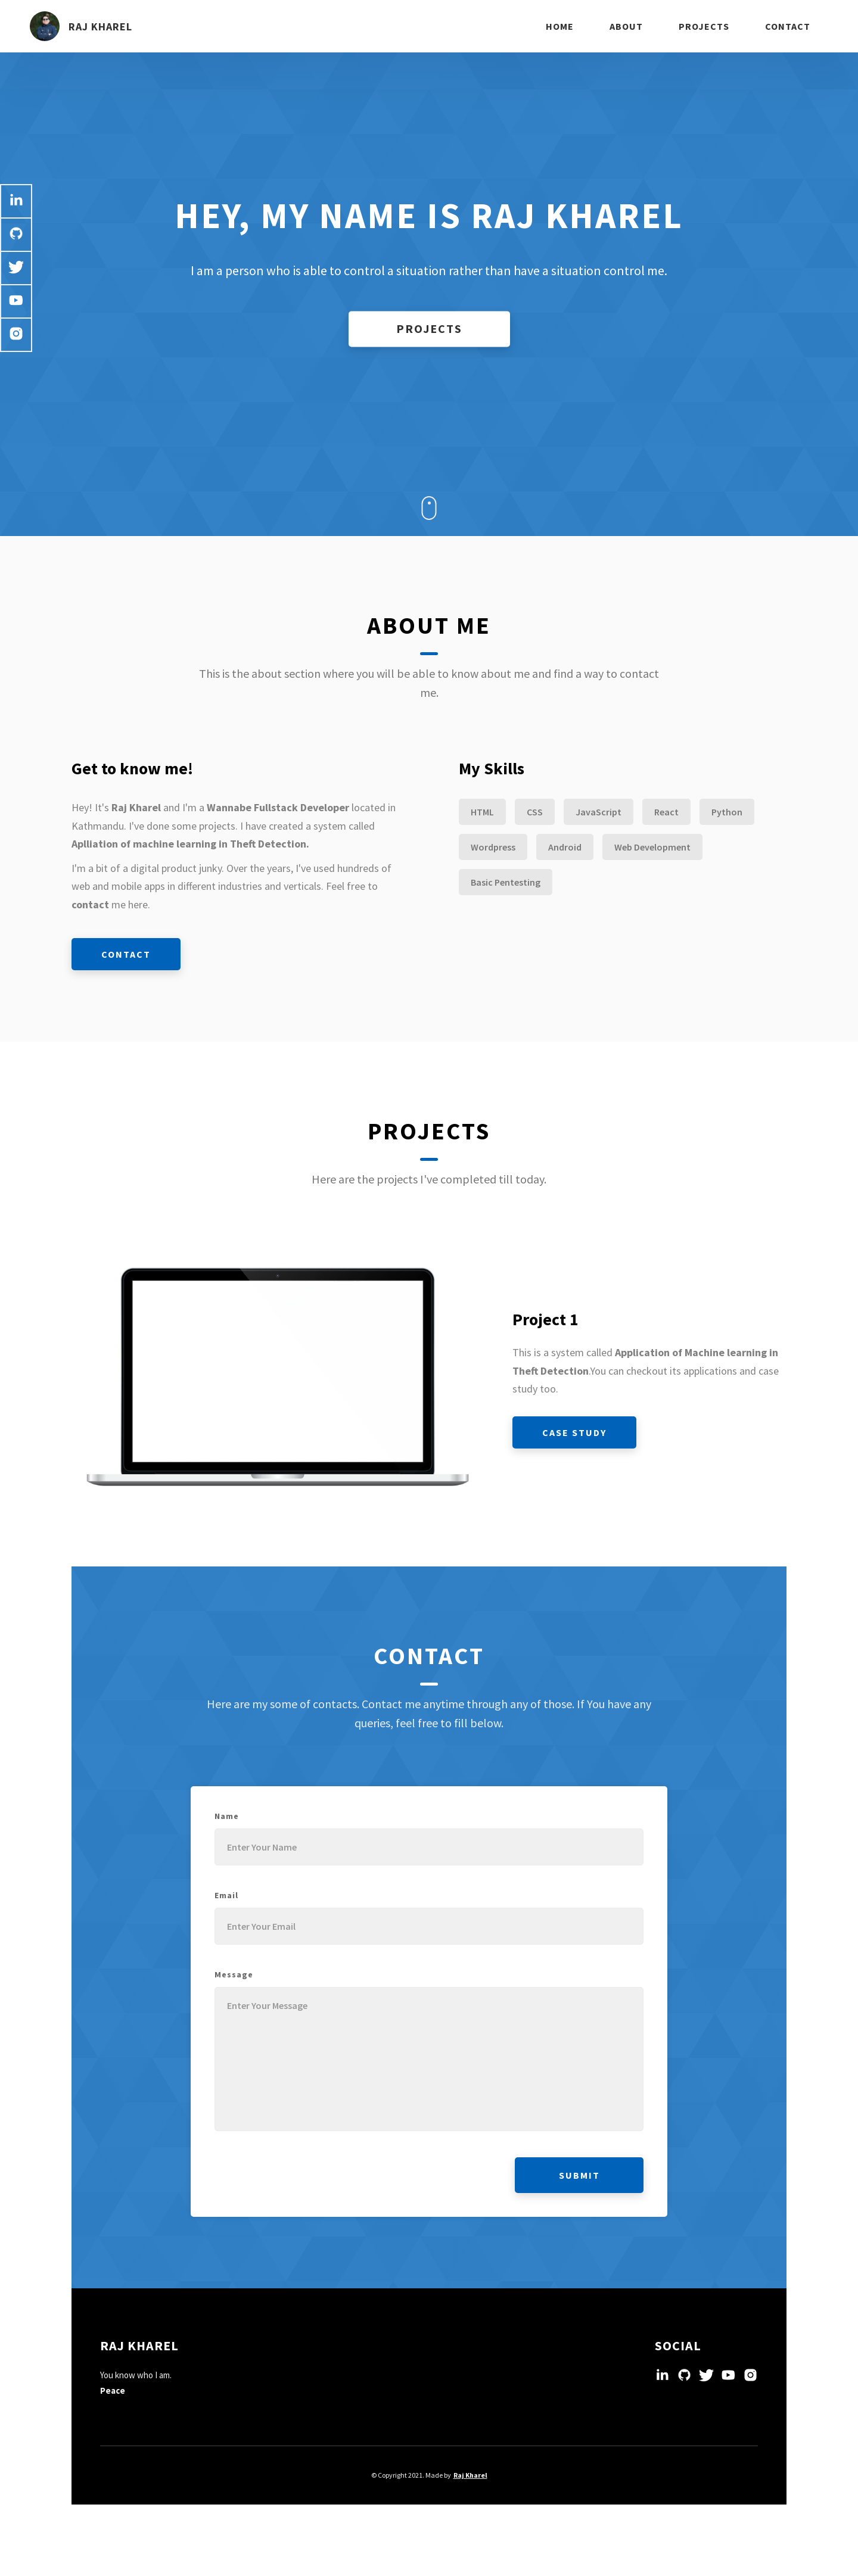 RAJ KHAREL
HOME ABOUT PROJECTS CONTACT
HEY, MY NAME IS RAJ KHAREL
I am a person who is able to control a situation rather than have a situation control me.
PROJECTS
ABOUT ME
This is the about section where you will be able to know about me and find a way to contact
me.
Get to know me!
Hey! It's Raj Kharel and I'm a Wannabe Fullstack Developer located in
Kathmandu. I've done some projects. I have created a system called
Aplliation of machine learning in Theft Detection.
I'm a bit of a digital product junky. Over the years, I've used hundreds of
web and mobile apps in different industries and verticals. Feel free to
contact me here.
CONTACT
My Skills
HTML CSS JavaScript React Python
Wordpress Android Web Development
Basic Pentesting
PROJECTS
Here are the projects I've completed till today.
Project 1
This is a system called Application of Machine learning in
Theft Detection.You can checkout its applications and case
study too.
CASE STUDY
CONTACT
Here are my some of contacts. Contact me anytime through any of those. If You have any
queries, feel free to fill below.
Name
Enter Your Name
Email
Enter Your Email
Message
Enter Your Message
SUBMIT
RAJ KHAREL
You know who I am.
Peace
SOCIAL
© Copyright 2021. Made by Raj Kharel